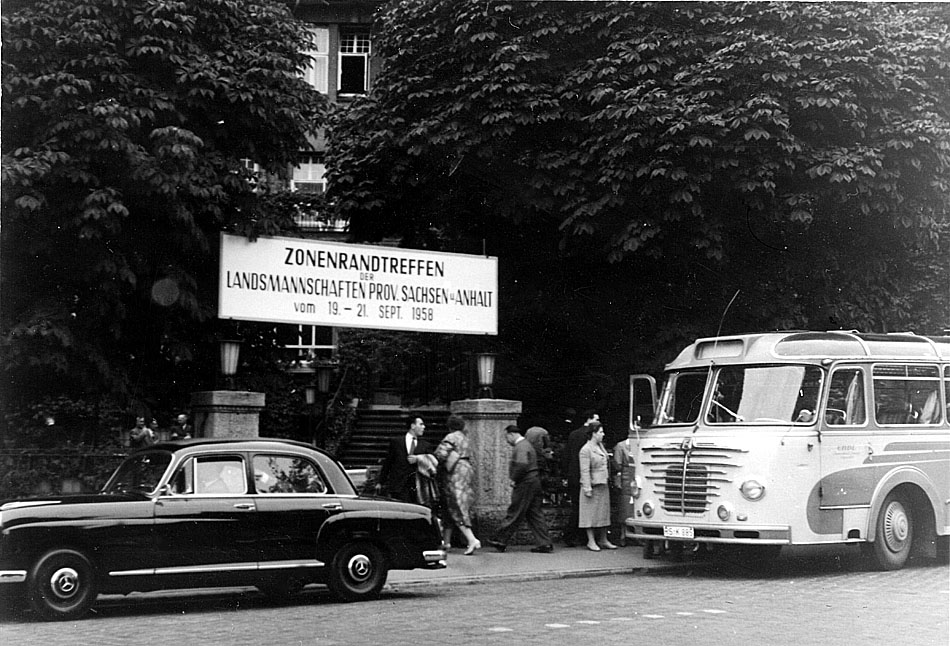 ZONENRANDTREFFEN
DER
LANDSMANNSCHAFTEN PROV. SACHSEN U. ANHALT
vom 19. – 21. SEPT. 1958